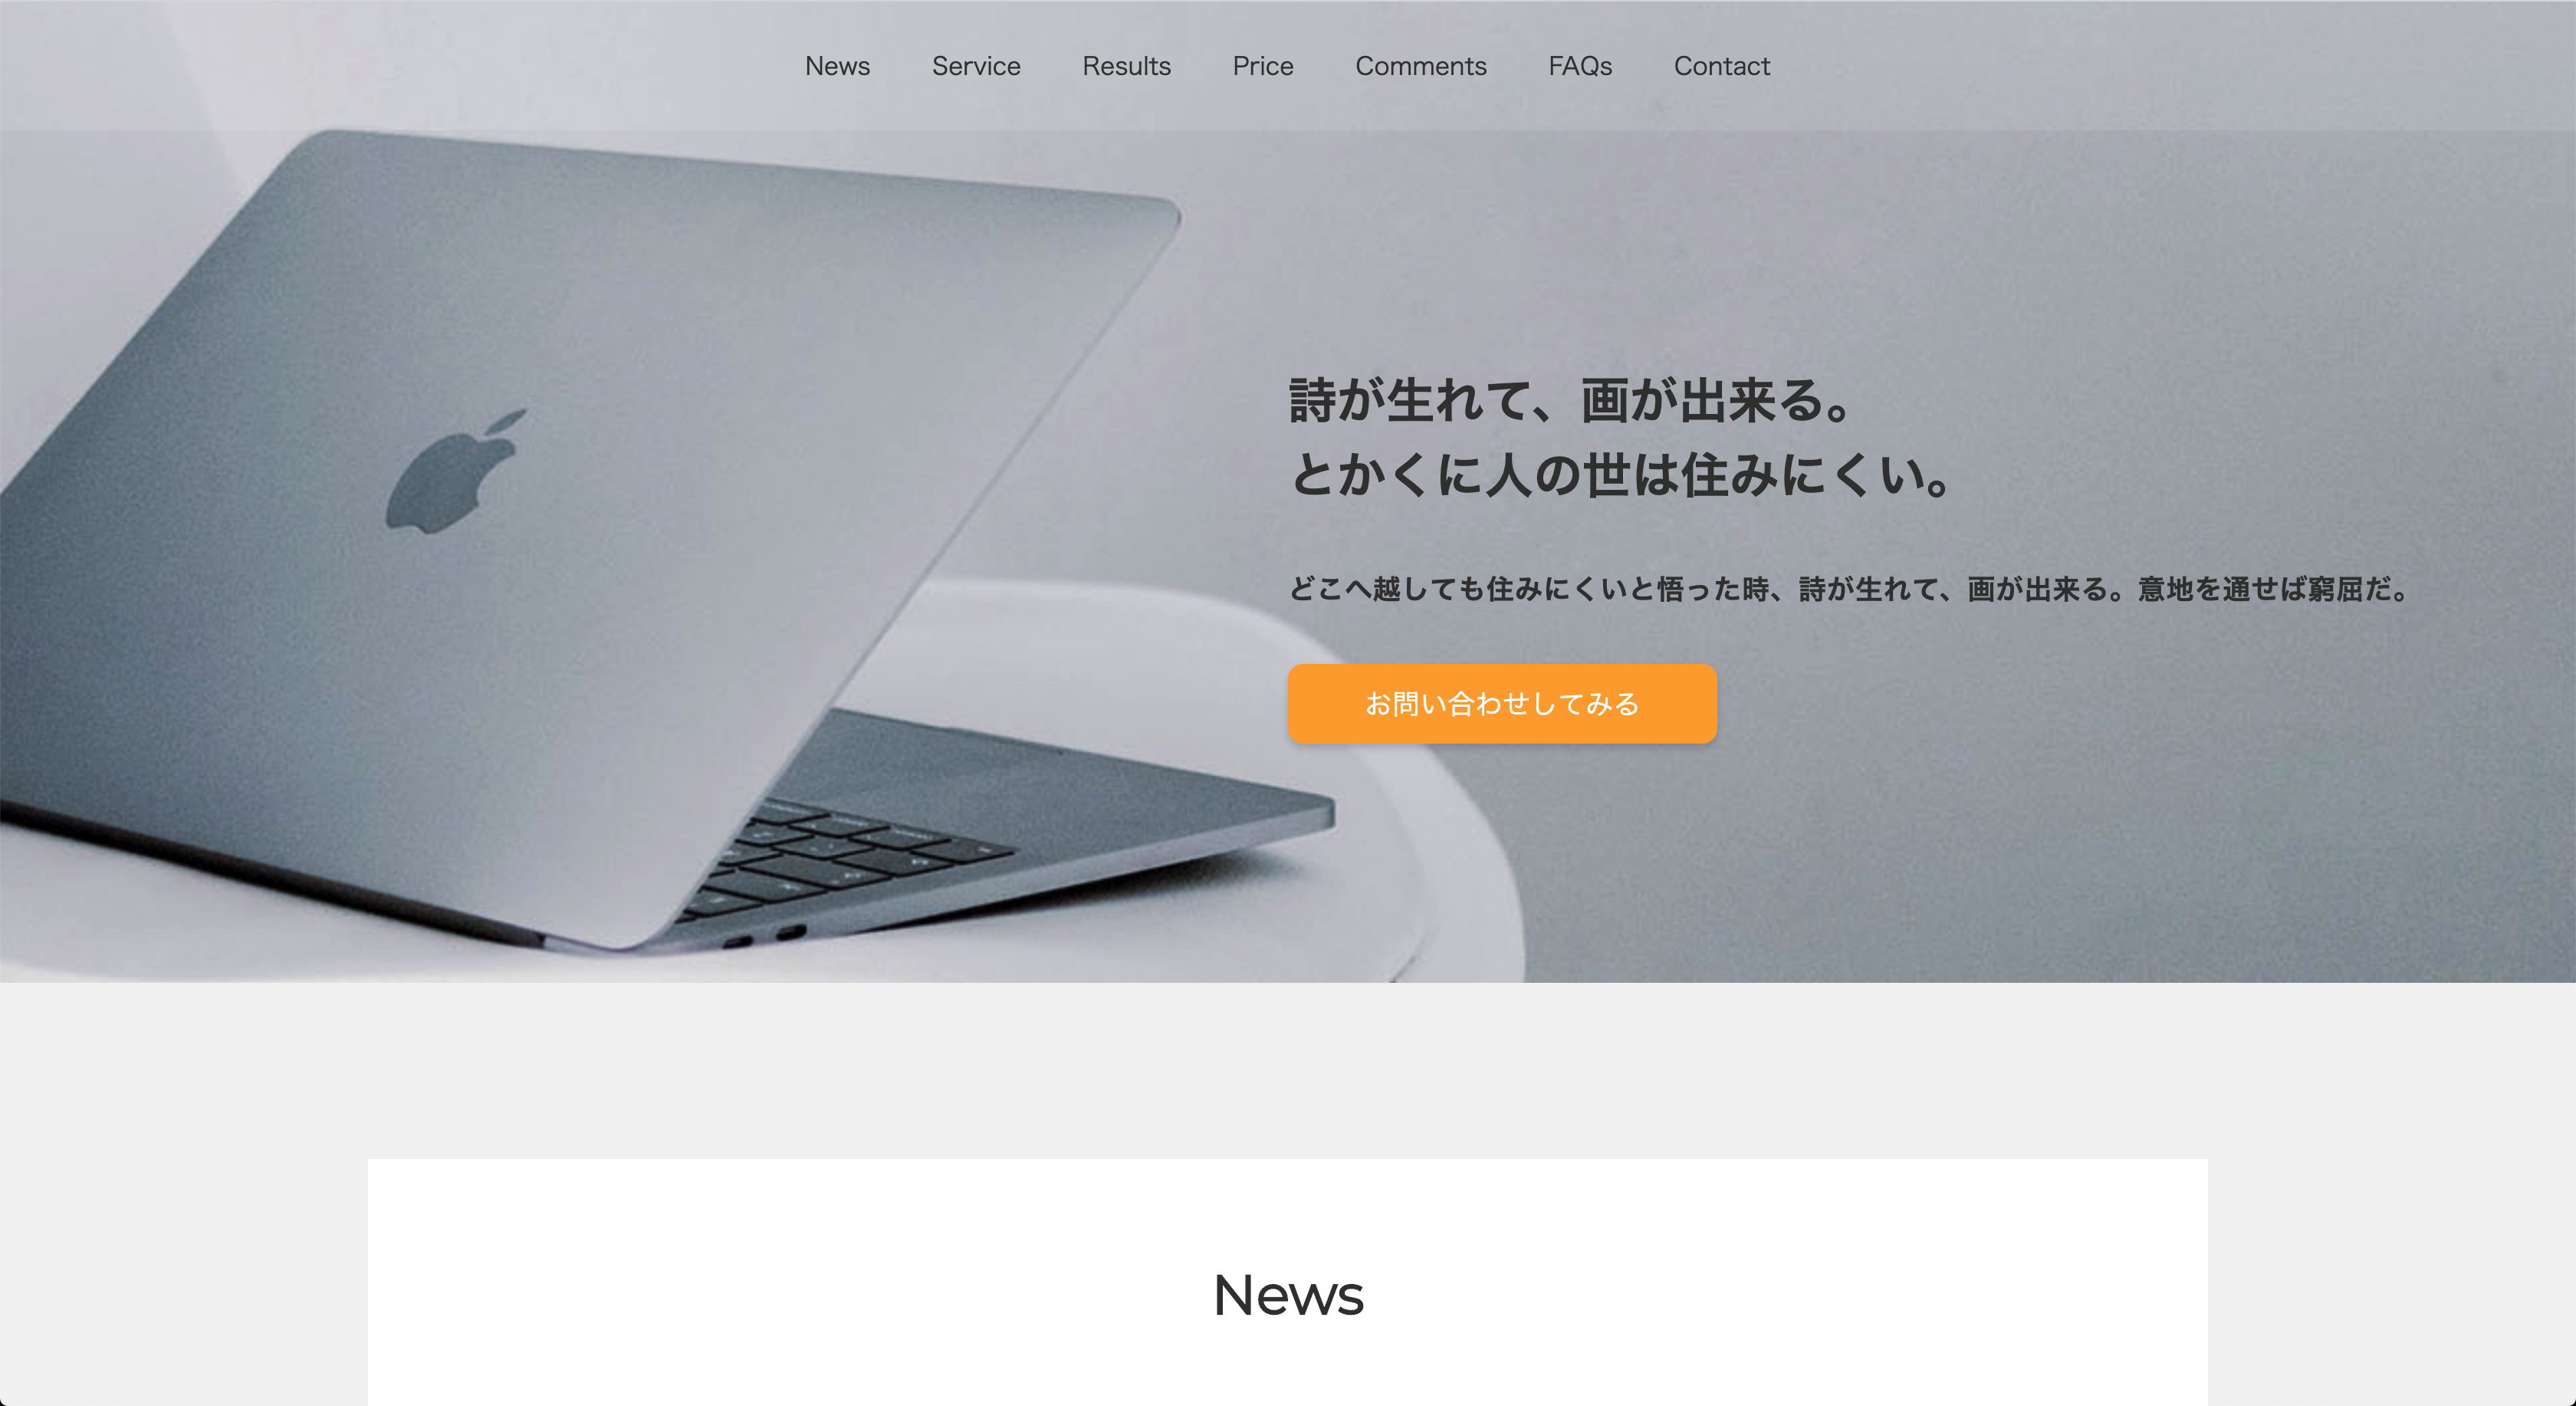 News Service Results Price Comments FAQs Contact
詩が生れて、画が出来る。
とかくに人の世は住みにくい。
どこへ越しても住みにくいと悟った時、詩が生れて、画が出来る。意地を通せば窮屈だ。
お問い合わせしてみる
News